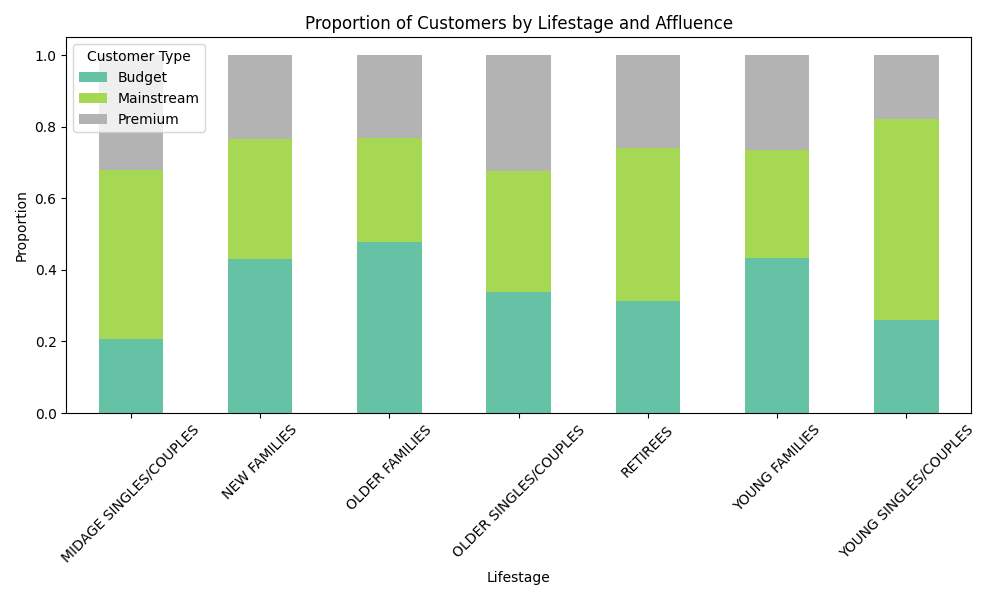 Proportion of Customers by Lifestage and Affluence
Customer Type
Budget
Mainstream
Premium
Proportion
1.0
0.8
0.6
0.4
0.2
0.0
MIDAGE SINGLES/COUPLES
NEW FAMILIES
OLDER FAMILIES
OLDER SINGLES/COUPLES
RETIREES
YOUNG FAMILIES
YOUNG SINGLES/COUPLES
Lifestage